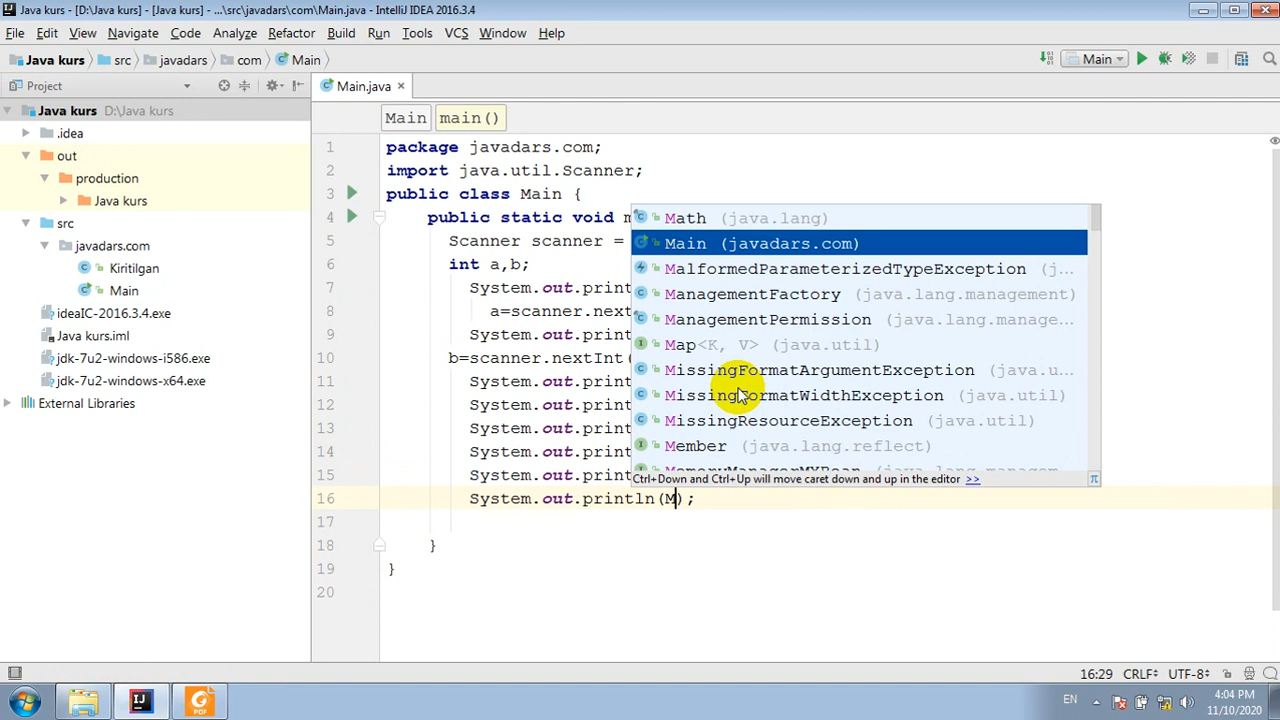 Java kurs - [D:\Java kurs] - [Java kurs] - ...\src\javadars\com\Main.java - IntelliJ IDEA 2016.3.4
File Edit View Navigate Code Analyze Refactor Build Run Tools VCS Window Help
Java kurs src javadars com Main Main
Project Main.java
Java kurs D:\Java kurs
.idea
out
production
Java kurs
src
javadars.com
Kiritilgan
Main
ideaIC-2016.3.4.exe
Java kurs.iml
jdk-7u2-windows-i586.exe
jdk-7u2-windows-x64.exe
External Libraries
Main main()
1 package javadars.com;
2 import java.util.Scanner;
3 public class Main {
4 public static void m
5 Scanner scanner =
6 int a,b;
7 System.out.print
8 a=scanner.next
9 System.out.print
10 b=scanner.nextInt(
11 System.out.print
12 System.out.print
13 System.out.print
14 System.out.print
15 System.out.print
16 System.out.println(M);
17
18 }
19 }
20
Math (java.lang)
Main (javadars.com)
MalformedParameterizedTypeException (j...
ManagementFactory (java.lang.management)
ManagementPermission (java.lang.manage...
Map<K, V> (java.util)
MissingFormatArgumentException (java.u...
MissingFormatWidthException (java.util)
MissingResourceException (java.util)
Member (java.lang.reflect)
MemoryManagerMXBean (java.lang.managem...
Ctrl+Down and Ctrl+Up will move caret down and up in the editor >> π
16:29 CRLF÷ UTF-8÷
EN 4:04 PM
11/10/2020
PDF